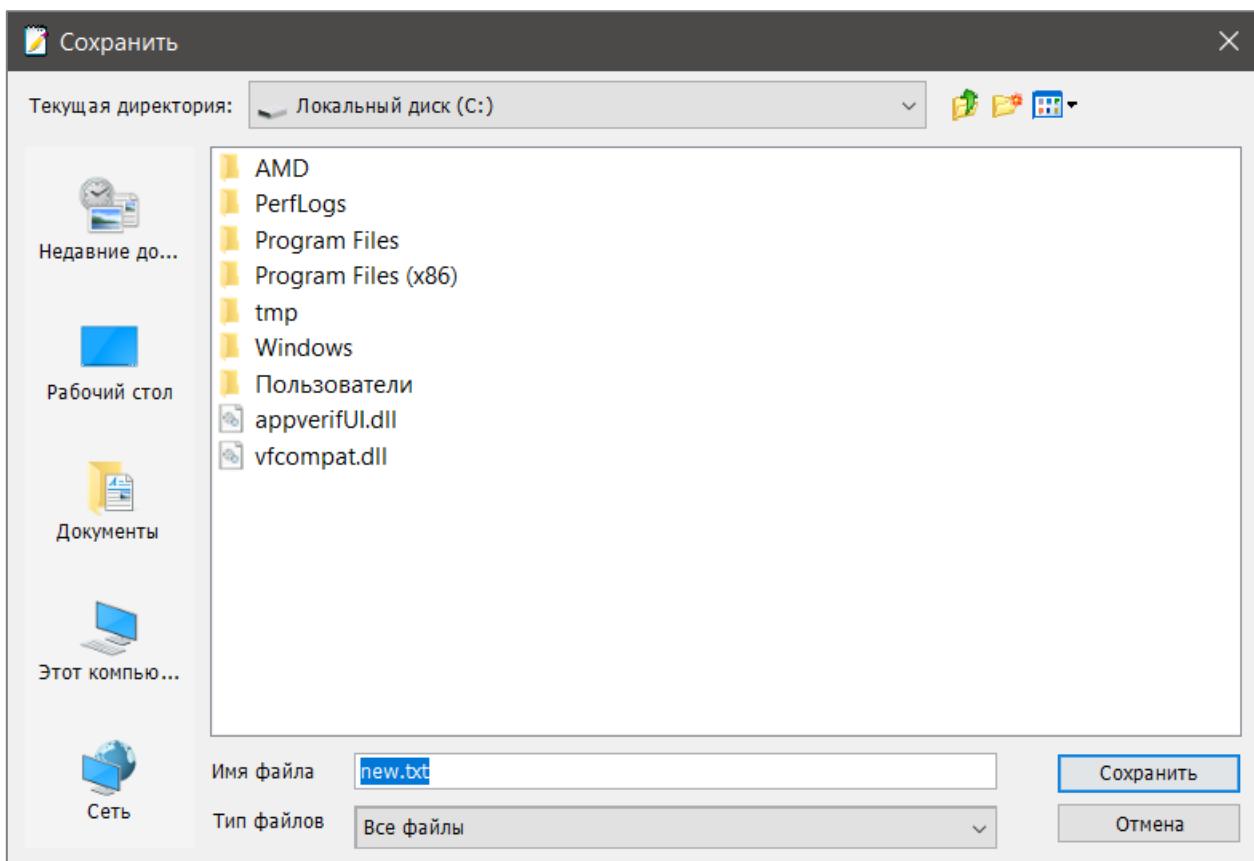 Сохранить
Текущая директория: Локальный диск (C:)
Недавние до...
Рабочий стол
Документы
Этот компью...
Сеть
AMD
PerfLogs
Program Files
Program Files (x86)
tmp
Windows
Пользователи
appverifUI.dll
vfcompat.dll
Имя файла new.txt Сохранить
Тип файлов Все файлы Отмена